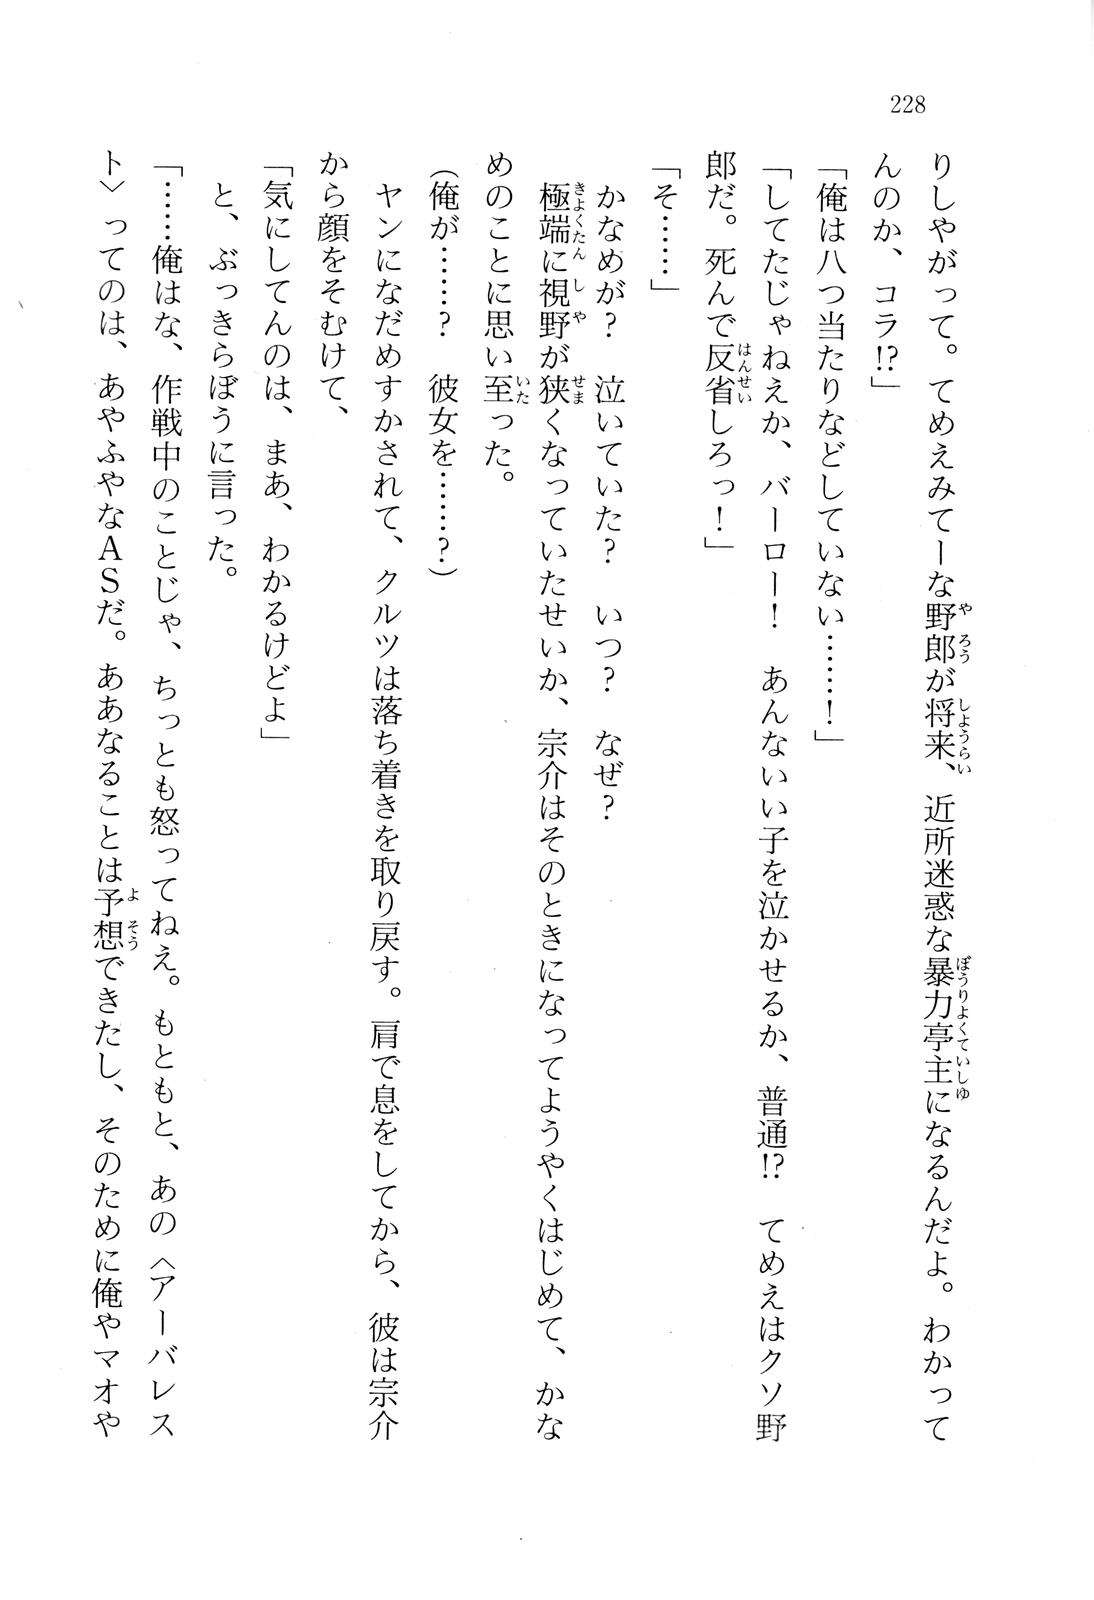 228
りしやがって。てめえみてーな野郎が将来、近所迷惑な暴力亭主になるんだよ。わかって
んのか、コラ!?」
「俺は八つ当たりなどしていない……！」
「してたじゃねえか、バーロー！　あんないい子を泣かせるか、普通!?　てめえはクソ野
郎だ。死んで反省しろっ！」
「そ……」
　かなめが？　泣いていた？　いつ？　なぜ？
　極端に視野が狭くなっていたせいか、宗介はそのときになってようやくはじめて、かな
めのことに思い至った。
（俺が……？　彼女を……？）
　ヤンになだめすかされて、クルツは落ち着きを取り戻す。肩で息をしてから、彼は宗介
から顔をそむけて、
「気にしてんのは、まあ、わかるけどよ」
　と、ぶっきらぼうに言った。
「……俺はな、作戦中のことじゃ、ちっとも怒ってねえ。もともと、あの〈アーバレス
ト〉ってのは、あやふやなＡＳだ。ああなることは予想できたし、そのために俺やマオや